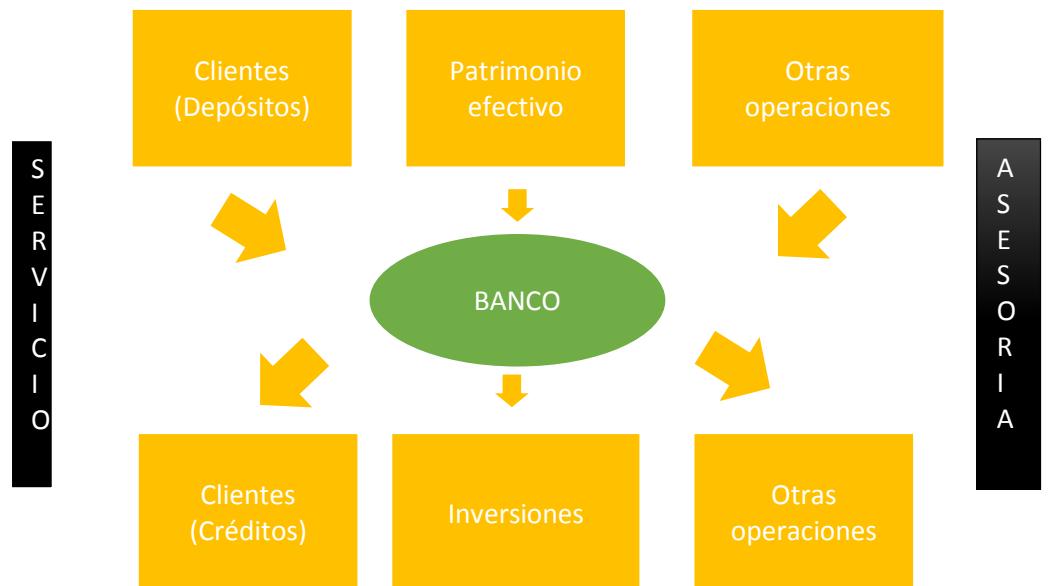 Clientes
(Depósitos)
Patrimonio
efectivo
Otras
operaciones
S
E
R
V
I
C
I
O
A
S
E
S
O
R
I
A
BANCO
Clientes
(Créditos)
Inversiones
Otras
operaciones